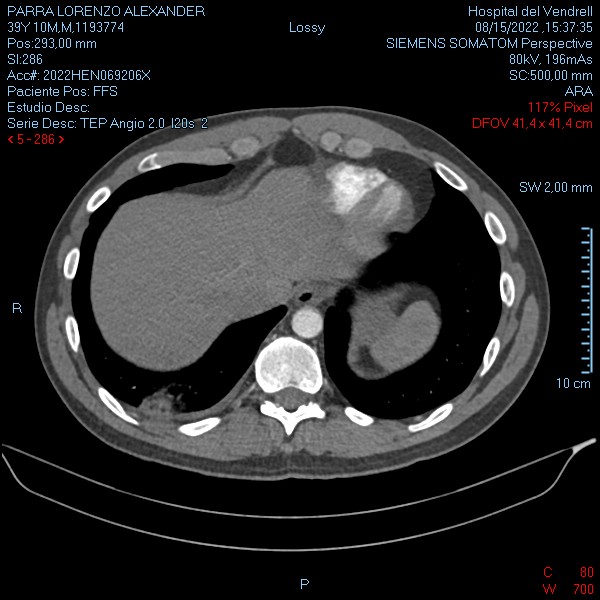 PARRA LORENZO ALEXANDER
39Y 10M,M,1193774
Pos:293,00 mm
SI:286
Acc#: 2022HEN069206X
Paciente Pos: FFS
Estudio Desc:
Serie Desc: TEP Angio 2.0 I20s 2
< 5 - 286 >
Lossy
Hospital del Vendrell
08/15/2022 ,15:37:35
SIEMENS SOMATOM Perspective
80kV, 196mAs
SC:500,00 mm
ARA
117% Pixel
DFOV 41,4 x 41,4 cm
SW 2,00 mm
R
10 cm
P
C 80
W 700